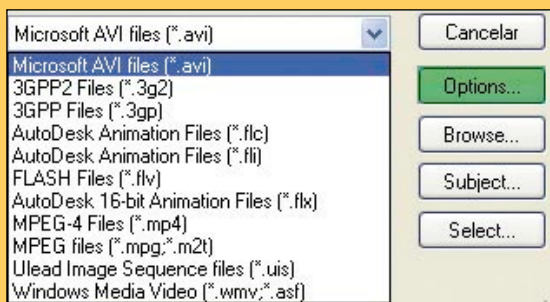 Microsoft AVI files (*.avi)
Microsoft AVI files (*.avi)
3GPP2 Files (*.3g2)
3GPP Files (*.3gp)
AutoDesk Animation Files (*.flc)
AutoDesk Animation Files (*.fli)
FLASH Files (*.flv)
AutoDesk 16-bit Animation Files (*.flx)
MPEG-4 Files (*.mp4)
MPEG files (*.mpg;*.m2t)
Ulead Image Sequence files (*.uis)
Windows Media Video (*.wmv;*.asf)
Cancelar
Options...
Browse...
Subject...
Select...